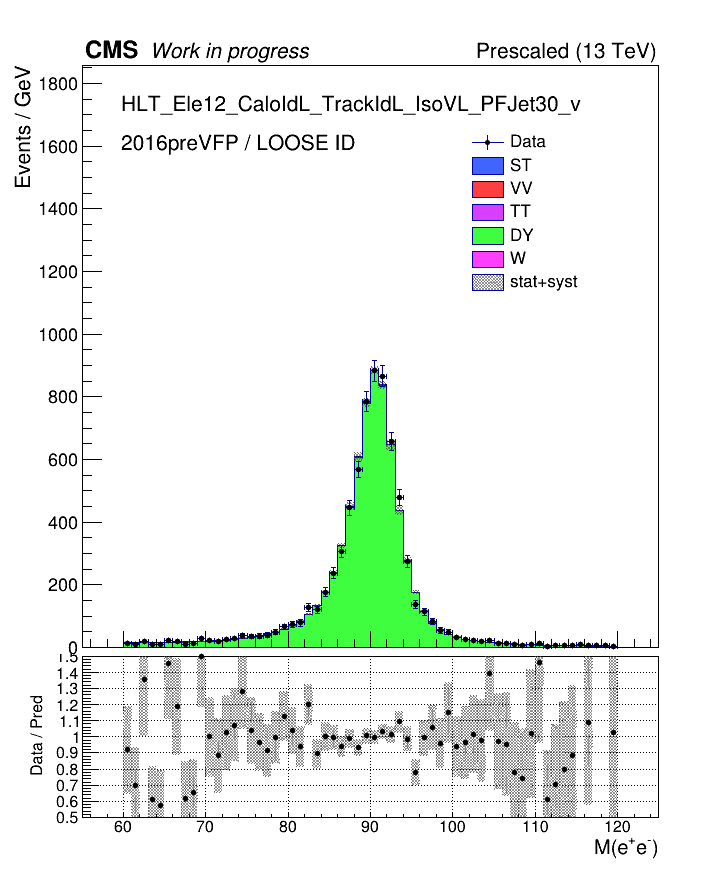 CMS Work in progress Prescaled (13 TeV)
Events / GeV
HLT_Ele12_CaloIdL_TrackIdL_IsoVL_PFJet30_v
2016preVFP / LOOSE ID
Data
ST
VV
TT
DY
W
stat+syst
1800
1600
1400
1200
1000
800
600
400
200
0
Data / Pred
1.5
1.4
1.3
1.2
1.1
1
0.9
0.8
0.7
0.6
0.5
60 70 80 90 100 110 120
M(e⁺e⁻)